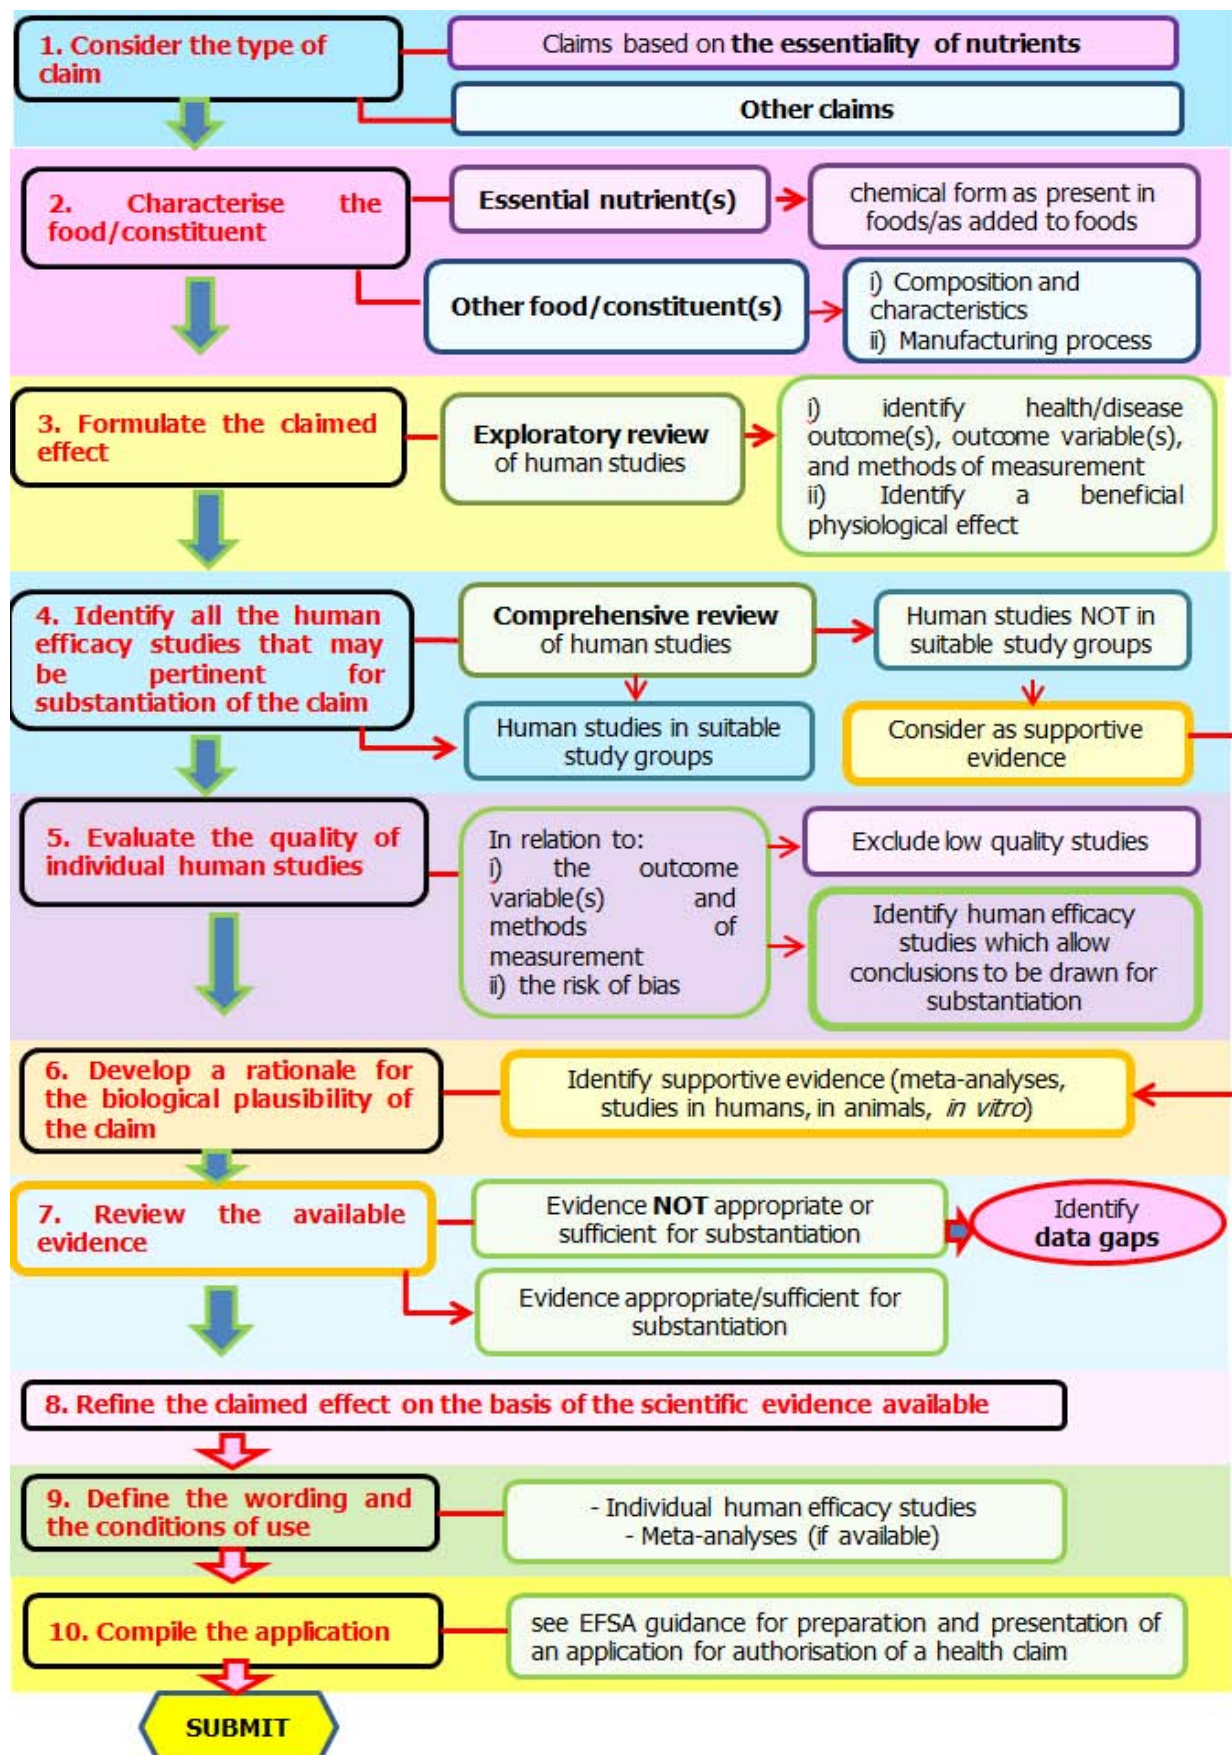 1. Consider the type of
claim
Claims based on the essentiality of nutrients
Other claims
2. Characterise the
food/constituent
Essential nutrient(s)
chemical form as present in
foods/as added to foods
Other food/constituent(s)
i) Composition and
characteristics
ii) Manufacturing process
3. Formulate the claimed
effect
Exploratory review
of human studies
i) identify health/disease
outcome(s), outcome variable(s),
and methods of measurement
ii) Identify a beneficial
physiological effect
4. Identify all the human
efficacy studies that may
be pertinent for
substantiation of the claim
Comprehensive review
of human studies
Human studies NOT in
suitable study groups
Human studies in suitable
study groups
Consider as supportive
evidence
5. Evaluate the quality of
individual human studies
In relation to:
i) the outcome
variable(s) and
methods of
measurement
ii) the risk of bias
Exclude low quality studies
Identify human efficacy
studies which allow
conclusions to be drawn for
substantiation
6. Develop a rationale for
the biological plausibility of
the claim
Identify supportive evidence (meta-analyses,
studies in humans, in animals, in vitro)
7. Review the available
evidence
Evidence NOT appropriate or
sufficient for substantiation
Identify
data gaps
Evidence appropriate/sufficient for
substantiation
8. Refine the claimed effect on the basis of the scientific evidence available
9. Define the wording and
the conditions of use
- Individual human efficacy studies
- Meta-analyses (if available)
10. Compile the application
see EFSA guidance for preparation and presentation of
an application for authorisation of a health claim
SUBMIT